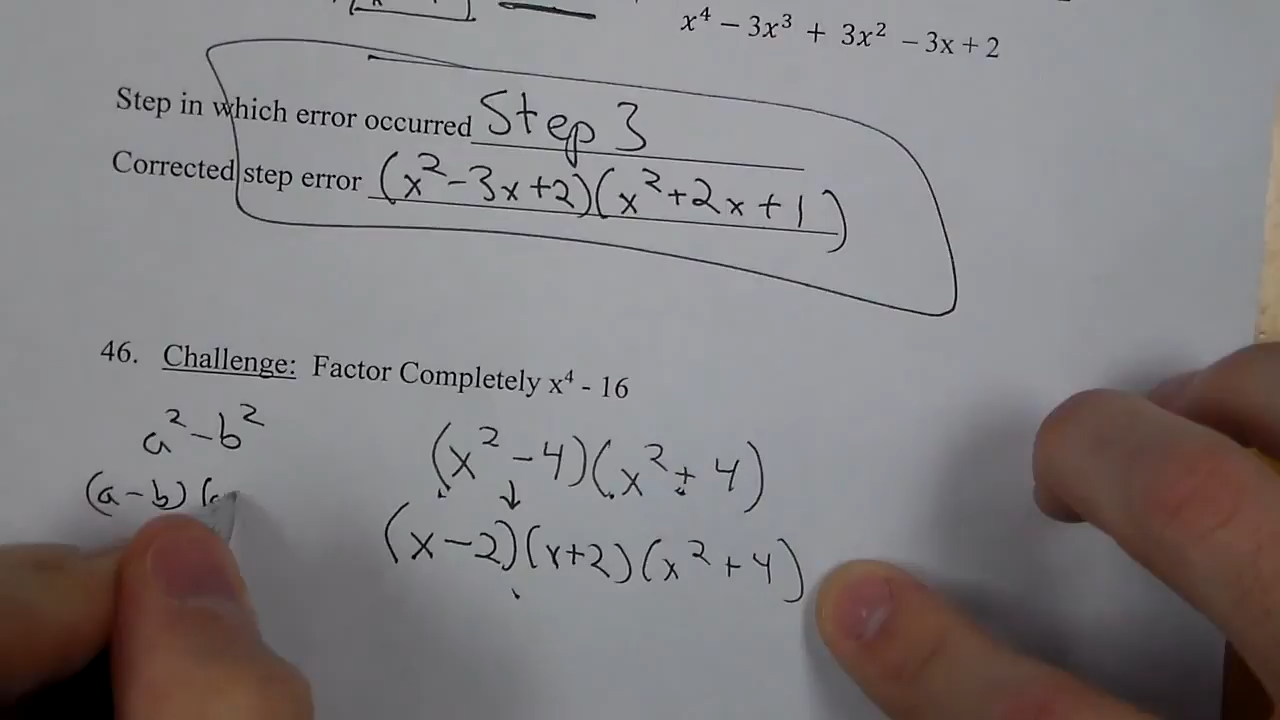 x⁴ – 3x³ + 3x² – 3x + 2
Step in which error occurred Step 3
Corrected step error (x²-3x+2)(x²+2x+1)
46. Challenge: Factor Completely x⁴ - 16
a²-b²
(x²-4)(x²+4)
(a-b)(
(x-2)(x+2)(x²+4)